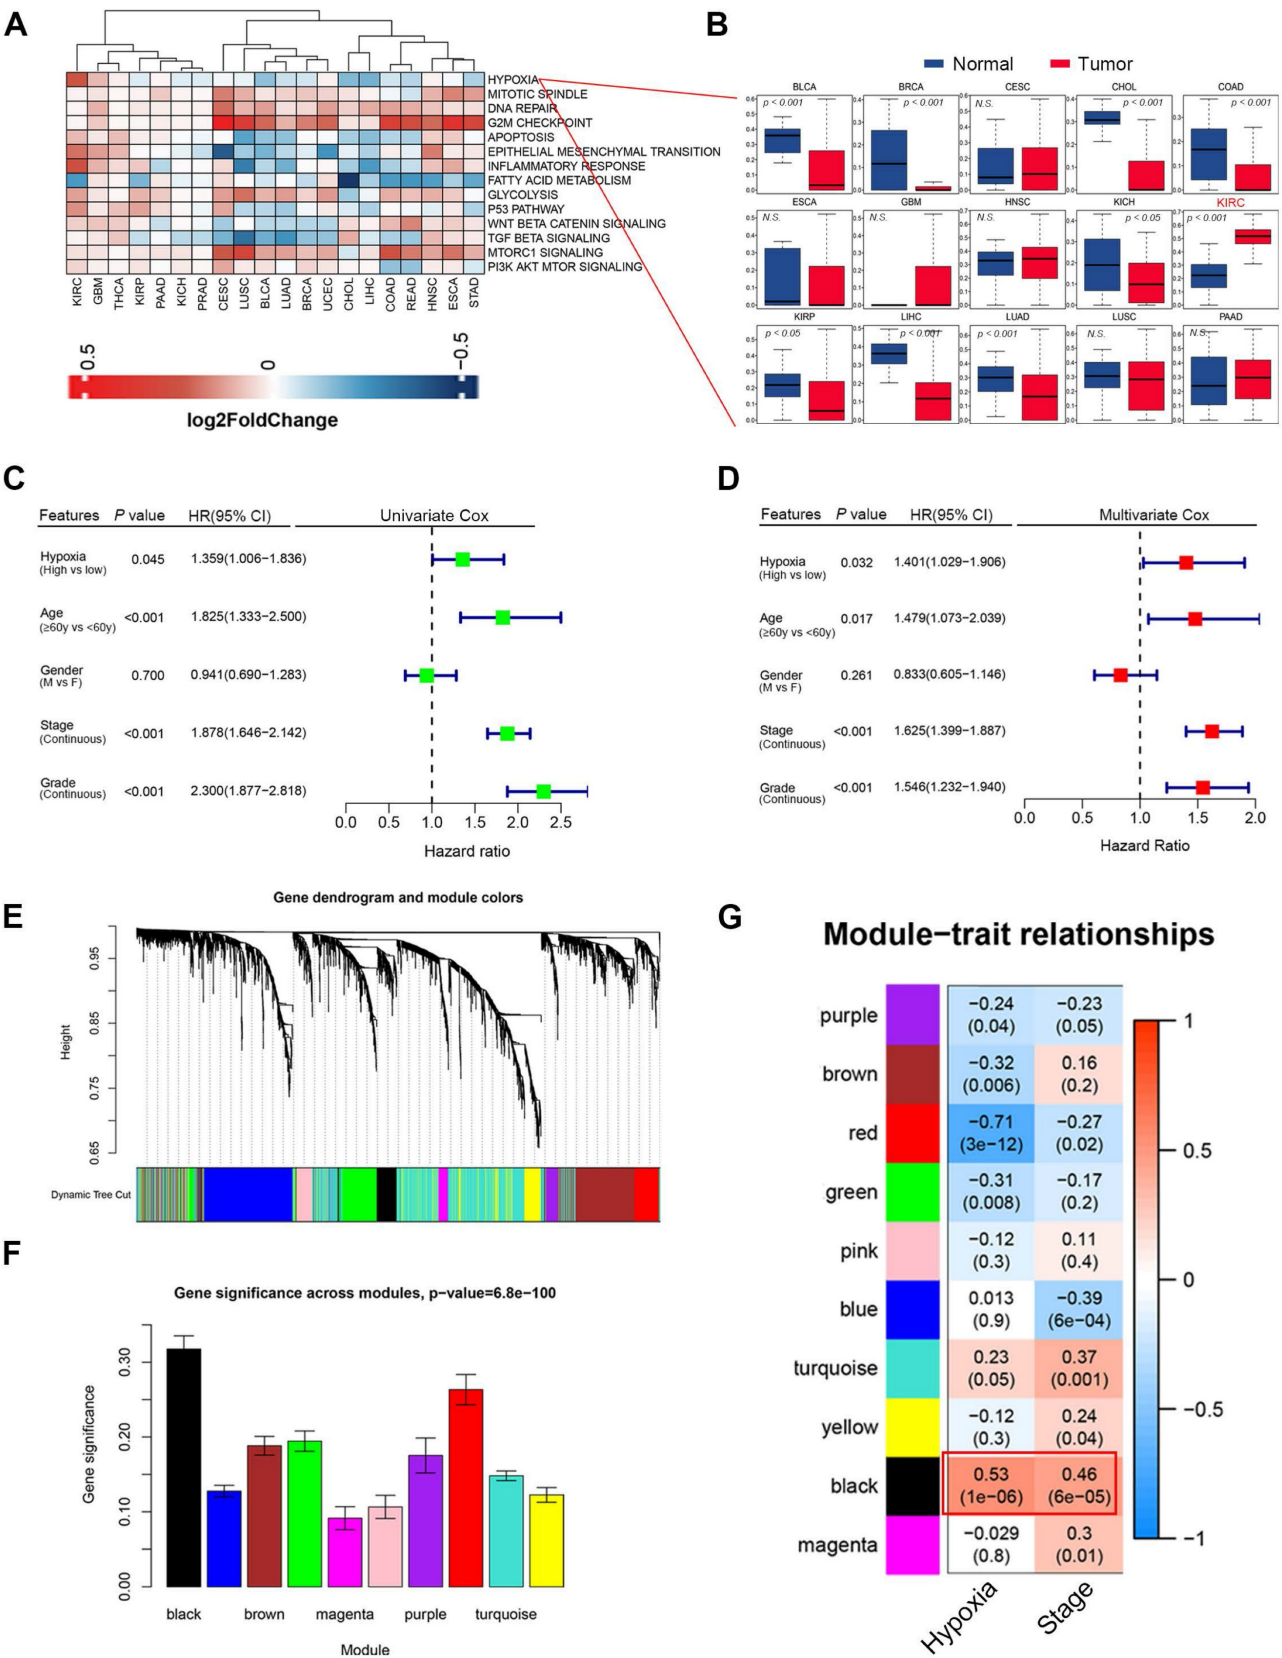 A
HYPOXIA
MITOTIC SPINDLE
DNA REPAIR
G2M CHECKPOINT
APOPTOSIS
EPITHELIAL MESENCHYMAL TRANSITION
INFLAMMATORY RESPONSE
FATTY ACID METABOLISM
GLYCOLYSIS
P53 PATHWAY
WNT BETA CATENIN SIGNALING
TGF BETA SIGNALING
MTORC1 SIGNALING
PI3K AKT MTOR SIGNALING
KIRC GBM THCA KIRP PAAD KICH PRAD CESC LUSC BLCA LUAD BRCA UCEC CHOL LIHC COAD READ HNSC ESCA STAD
0.5 0 −0.5
log2FoldChange
B
Normal Tumor
BLCA BRCA CESC CHOL COAD
p < 0.001 p < 0.001 N.S. p < 0.001 p < 0.001
ESCA GBM HNSC KICH KIRC
N.S. N.S. N.S. p < 0.05 p < 0.001
KIRP LIHC LUAD LUSC PAAD
p < 0.05 p < 0.001 p < 0.001 N.S. N.S.
C
Features P value HR(95% CI) Univariate Cox
Hypoxia
(High vs low) 0.045 1.359(1.006−1.836)
Age
(≥60y vs <60y) <0.001 1.825(1.333−2.500)
Gender
(M vs F) 0.700 0.941(0.690−1.283)
Stage
(Continuous) <0.001 1.878(1.646−2.142)
Grade
(Continuous) <0.001 2.300(1.877−2.818)
0.0 0.5 1.0 1.5 2.0 2.5
Hazard ratio
D
Features P value HR(95% CI) Multivariate Cox
Hypoxia
(High vs low) 0.032 1.401(1.029−1.906)
Age
(≥60y vs <60y) 0.017 1.479(1.073−2.039)
Gender
(M vs F) 0.261 0.833(0.605−1.146)
Stage
(Continuous) <0.001 1.625(1.399−1.887)
Grade
(Continuous) <0.001 1.546(1.232−1.940)
0.0 0.5 1.0 1.5 2.0
Hazard Ratio
E
Gene dendrogram and module colors
Height
0.95
0.85
0.75
0.65
Dynamic Tree Cut
F
Gene significance across modules, p−value=6.8e−100
Gene significance
0.30
0.20
0.10
0.00
black brown magenta purple turquoise
Module
G
Module−trait relationships
purple −0.24 −0.23
(0.04) (0.05)
brown −0.32 0.16
(0.006) (0.2)
red −0.71 −0.27
(3e−12) (0.02)
green −0.31 −0.17
(0.008) (0.2)
pink −0.12 0.11
(0.3) (0.4)
blue 0.013 −0.39
(0.9) (6e−04)
turquoise 0.23 0.37
(0.05) (0.001)
yellow −0.12 0.24
(0.3) (0.04)
black 0.53 0.46
(1e−06) (6e−05)
magenta −0.029 0.3
(0.8) (0.01)
Hypoxia Stage
1
0.5
0
−0.5
−1